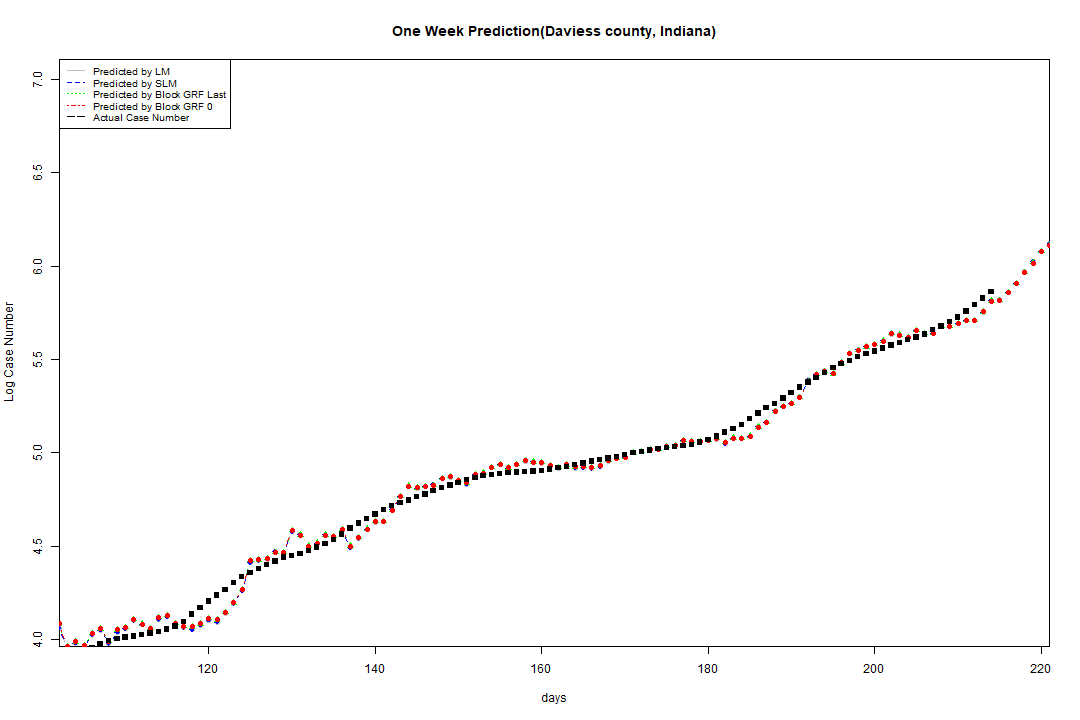 One Week Prediction(Daviess county, Indiana)
Predicted by LM
Predicted by SLM
Predicted by Block GRF Last
Predicted by Block GRF 0
Actual Case Number
7.0
6.5
6.0
5.5
5.0
4.5
4.0
Log Case Number
120 140 160 180 200 220
days